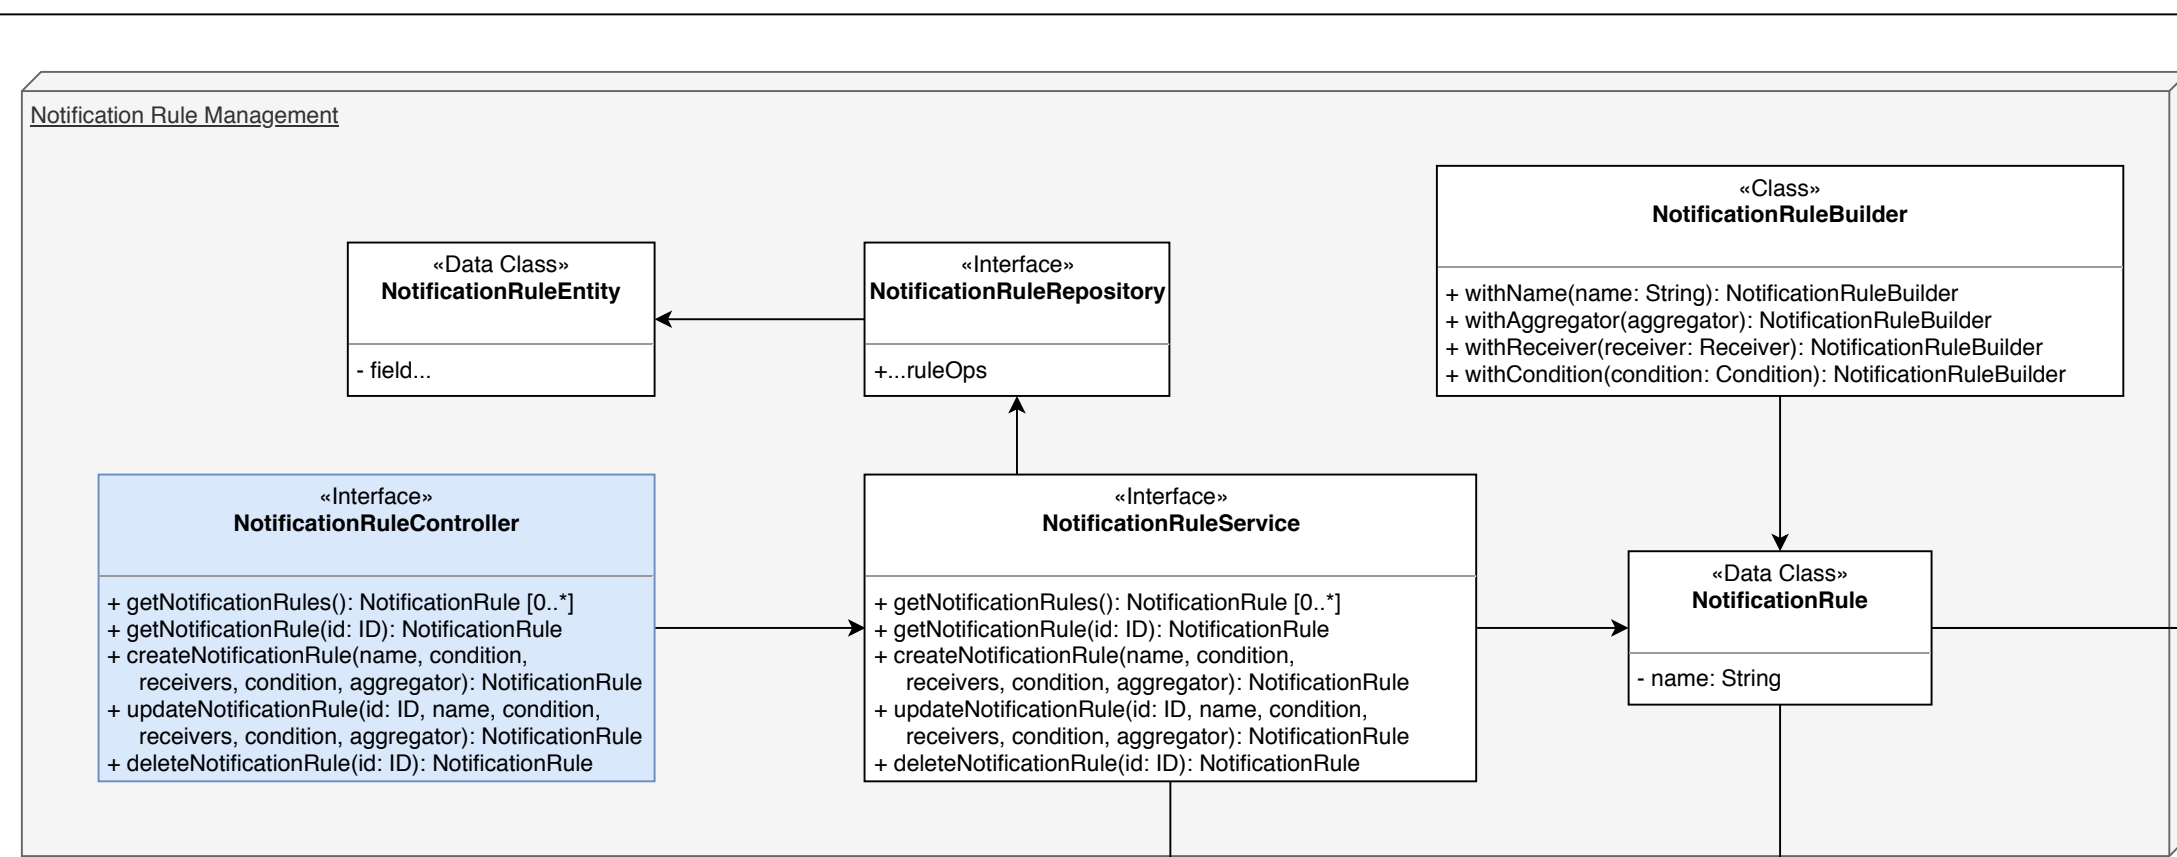 Notification Rule Management
«Class»
NotificationRuleBuilder
+ withName(name: String): NotificationRuleBuilder
+ withAggregator(aggregator): NotificationRuleBuilder
+ withReceiver(receiver: Receiver): NotificationRuleBuilder
+ withCondition(condition: Condition): NotificationRuleBuilder
«Data Class»
NotificationRuleEntity
- field...
«Interface»
NotificationRuleRepository
+...ruleOps
«Interface»
NotificationRuleController
+ getNotificationRules(): NotificationRule [0..*]
+ getNotificationRule(id: ID): NotificationRule
+ createNotificationRule(name, condition,
receivers, condition, aggregator): NotificationRule
+ updateNotificationRule(id: ID, name, condition,
receivers, condition, aggregator): NotificationRule
+ deleteNotificationRule(id: ID): NotificationRule
«Interface»
NotificationRuleService
+ getNotificationRules(): NotificationRule [0..*]
+ getNotificationRule(id: ID): NotificationRule
+ createNotificationRule(name, condition,
receivers, condition, aggregator): NotificationRule
+ updateNotificationRule(id: ID, name, condition,
receivers, condition, aggregator): NotificationRule
+ deleteNotificationRule(id: ID): NotificationRule
«Data Class»
NotificationRule
- name: String